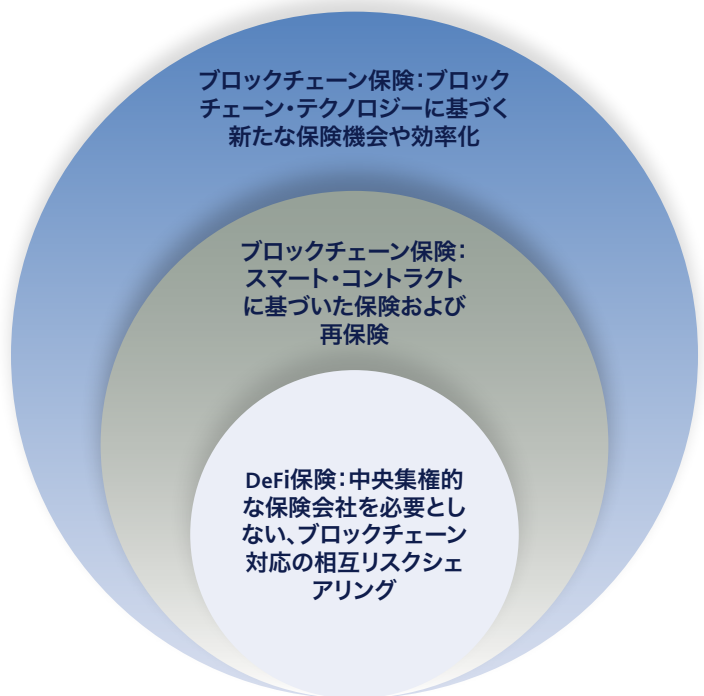 ブロックチェーン保険：ブロック
チェーン・テクノロジーに基づく
新たな保険機会や効率化
ブロックチェーン保険：
スマート・コントラクト
に基づいた保険および
再保険
DeFi保険：中央集権的
な保険会社を必要とし
ない、ブロックチェーン
対応の相互リスクシェ
アリング